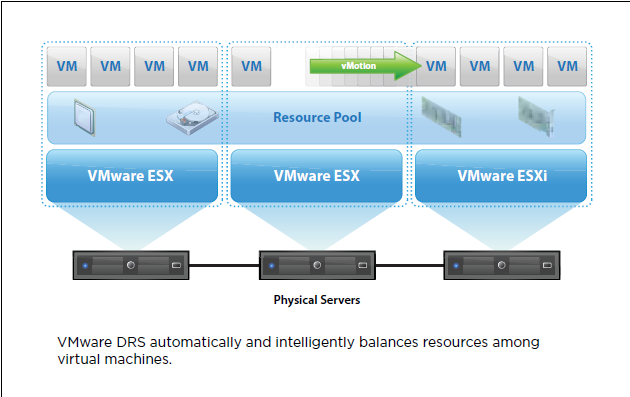 VM VM VM VM VM vMotion VM VM VM VM
Resource Pool
VMware ESX VMware ESX VMware ESXi
Physical Servers
VMware DRS automatically and intelligently balances resources among
virtual machines.